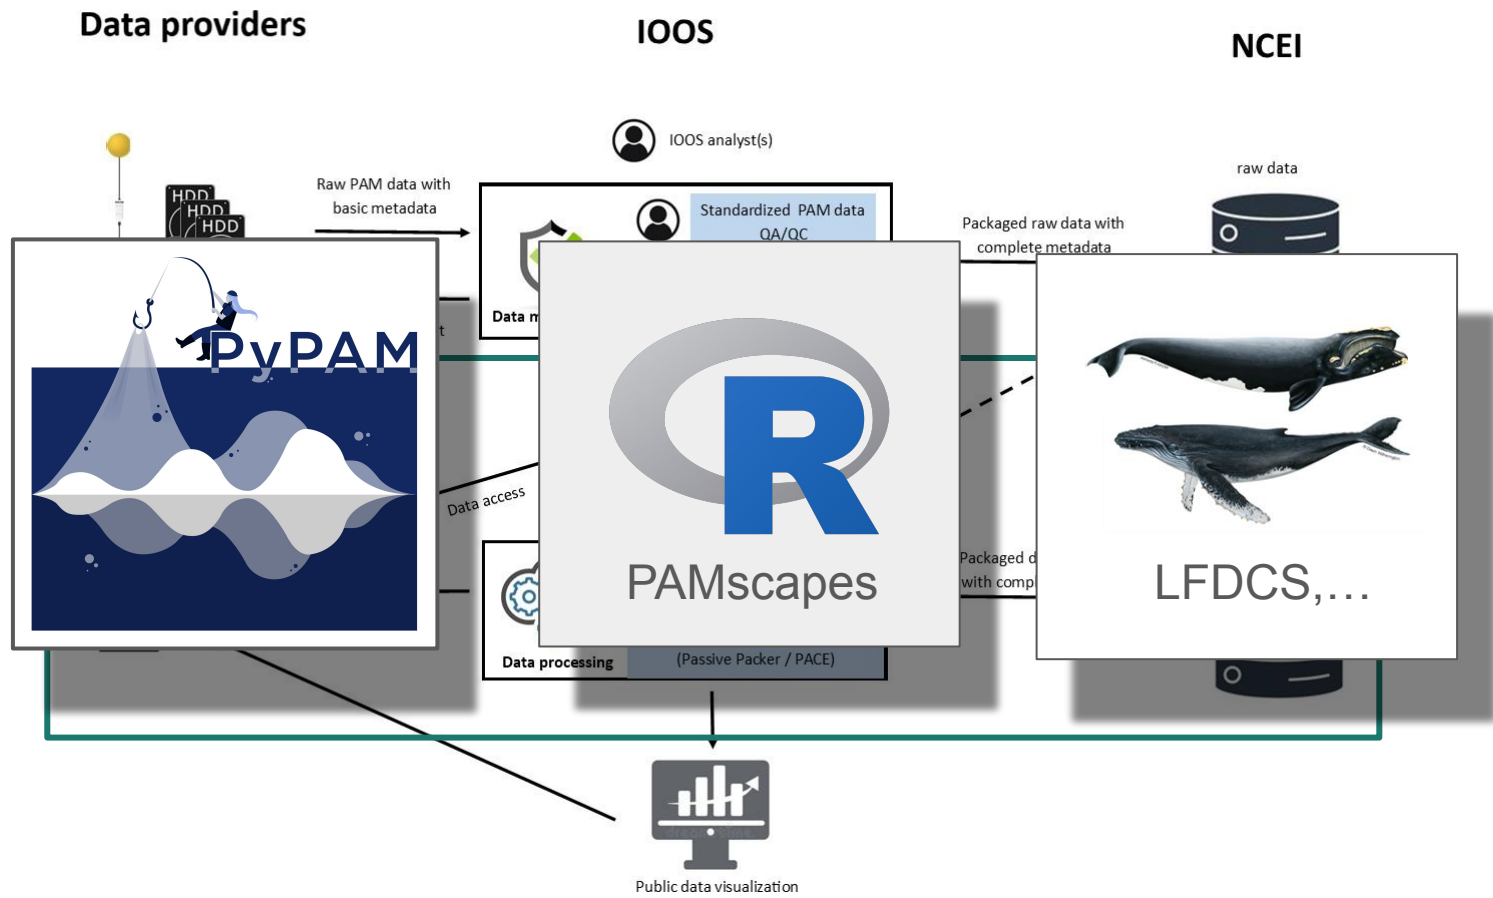 Data providers
IOOS
NCEI
IOOS analyst(s)
raw data
Raw PAM data with
basic metadata
HDD
HDD
HDD
Standardized PAM data
QA/QC
Packaged raw data with
complete metadata
Data m
t
PyPAM
R
Data access
Packaged d
with compl
PAMscapes
LFDCS,...
Data processing
(Passive Packer / PACE)
Public data visualization